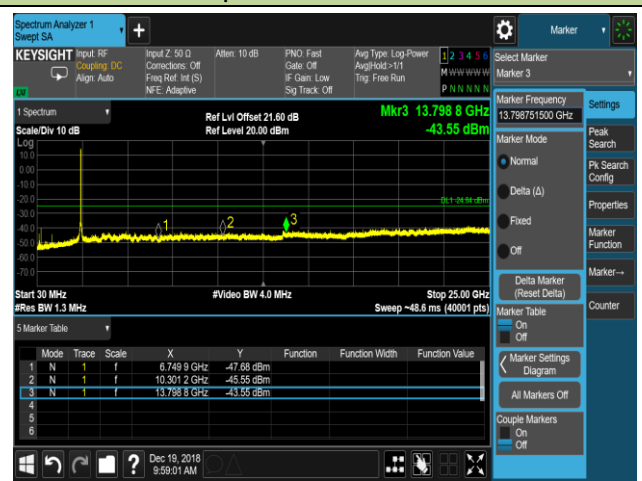 Spectrum Analyzer 1
Swept SA
+
Marker
KEYSIGHT
Input: RF
Coupling: DC
Align: Auto
Input Z: 50 Ω
Corrections: Off
Freq Ref: Int (S)
NFE: Adaptive
Atten: 10 dB
PNO: Fast
Gate: Off
IF Gain: Low
Sig Track: Off
Avg Type: Log-Power
Avg|Hold:>1/1
Trig: Free Run
1 2 3 4 5 6
M W W W W W
P N N N N N
LXI
Select Marker
Marker 3
1 Spectrum
Scale/Div 10 dB
Log
Ref Lvl Offset 21.60 dB
Ref Level 20.00 dBm
Mkr3 13.798 8 GHz
-43.55 dBm
10.0
0.00
-10.0
-20.0
-30.0
-40.0
-50.0
-60.0
-70.0
DL1 -24.94 dBm
1
2
3
Start 30 MHz
#Res BW 1.3 MHz
#Video BW 4.0 MHz
Stop 25.00 GHz
Sweep ~48.6 ms (40001 pts)
5 Marker Table
Mode Trace Scale X Y Function Function Width Function Value
1 N 1 f 6.749 9 GHz -47.68 dBm
2 N 1 f 10.301 2 GHz -45.55 dBm
3 N 1 f 13.798 8 GHz -43.55 dBm
4
5
6
Marker Frequency
13.798751500 GHz
Marker Mode
Normal
Delta (Δ)
Fixed
Off
Delta Marker
(Reset Delta)
Marker Table
On
Off
Marker Settings
Diagram
All Markers Off
Couple Markers
On
Off
Settings
Peak
Search
Pk Search
Config
Properties
Marker
Function
Marker→
Counter
?
Dec 19, 2018
9:59:01 AM